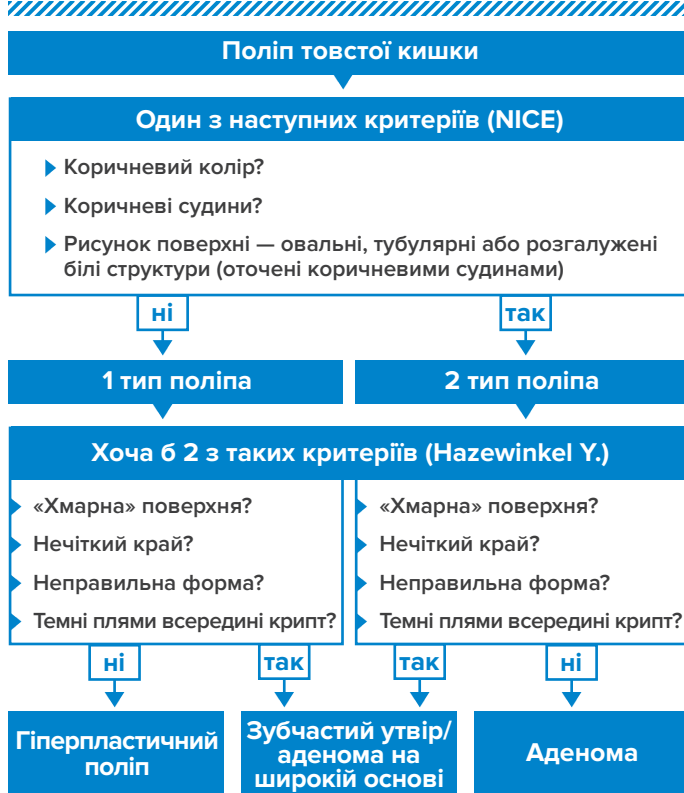 Поліп товстої кишки
Один з наступних критеріїв (NICE)
Коричневий колір?
Коричневі судини?
Рисунок поверхні — овальні, тубулярні або розгалужені
білі структури (оточені коричневими судинами)
ні
так
1 тип поліпа
2 тип поліпа
Хоча б 2 з таких критеріїв (Hazewinkel Y.)
«Хмарна» поверхня?
Нечіткий край?
Неправильна форма?
Темні плями всередині крипт?
«Хмарна» поверхня?
Нечіткий край?
Неправильна форма?
Темні плями всередині крипт?
ні
так
так
ні
Гіперпластичний
поліп
Зубчастий утвір/
аденома на
широкій основі
Аденома